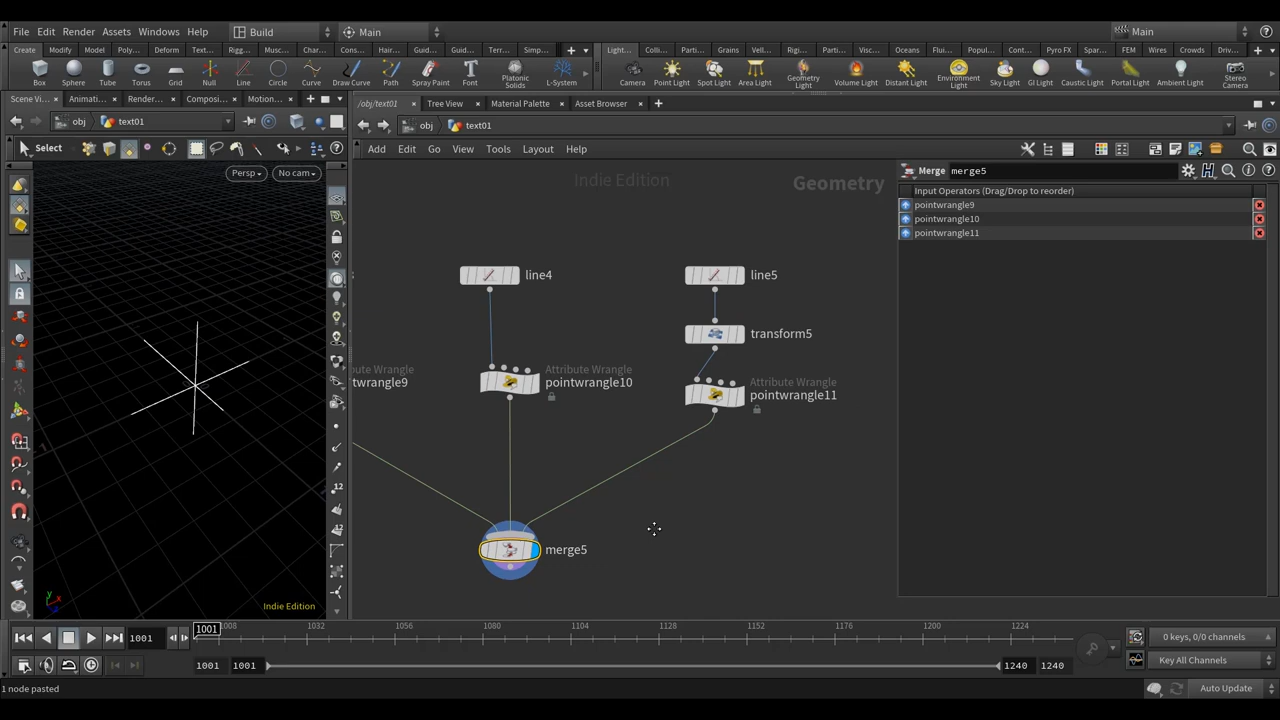 File Edit Render Assets Windows Help Build Main Main
Create Modify Model Poly... Deform Text... Rigg... Musc... Char... Cons... Hair... Guid... Guid... Terr... Simp... Light... Colli... Parti... Grains Vell... Rigi... Parti... Visc... Oceans Flui... Popul... Cont... Pyro FX Spar... FEM Wires Crowds Driv...
Box Sphere Tube Torus Grid Null Line Circle Curve Draw Curve Path Spray Paint Font Platonic Solids L-System Camera Point Light Spot Light Area Light Geometry Light Volume Light Distant Light Environment Light Sky Light GI Light Caustic Light Portal Light Ambient Light Stereo Camera
Scene Vi... Animati... Render... Composi... Motion... /obj/text01 Tree View Material Palette Asset Browser
obj text01 obj text01
Select Add Edit Go View Tools Layout Help
Persp No cam Indie Edition Geometry Merge merge5
Input Operators (Drag/Drop to reorder)
pointwrangle9
pointwrangle10
pointwrangle11
line4 line5
transform5
bute Wrangle Attribute Wrangle Attribute Wrangle
twrangle9 pointwrangle10 pointwrangle11
merge5
y
z x
Indie Edition
1001 1001 1008 1032 1056 1080 1104 1128 1152 1176 1200 1224 0 keys, 0/0 channels
1001 1001 1240 1240 Key All Channels
1 node pasted Auto Update